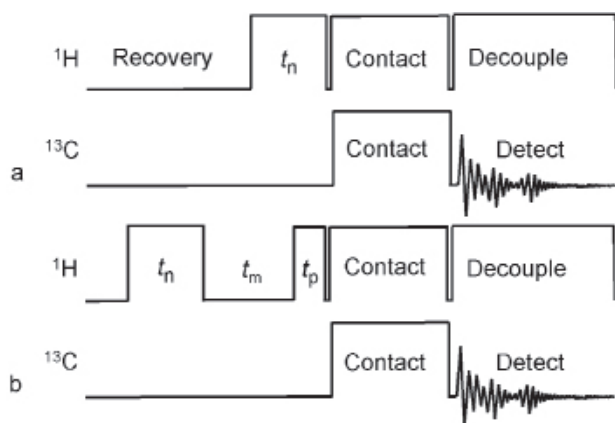 ¹H Recovery tₙ Contact Decouple
¹³C Contact Detect
a
¹H tₙ tₘ tₚ Contact Decouple
¹³C Contact Detect
b